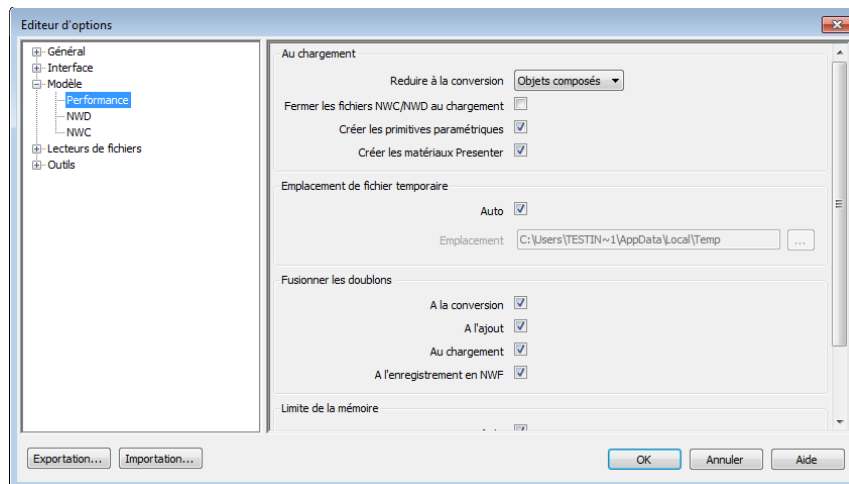 Editeur d'options
Général
Interface
Modèle
Performance
NWD
NWC
Lecteurs de fichiers
Outils
Au chargement
Reduire à la conversion Objets composés
Fermer les fichiers NWC/NWD au chargement
Créer les primitives paramétriques
Créer les matériaux Presenter
Emplacement de fichier temporaire
Auto
Emplacement C:\Users\TESTIN~1\AppData\Local\Temp ...
Fusionner les doublons
A la conversion
A l'ajout
Au chargement
A l'enregistrement en NWF
Limite de la mémoire
Exportation... Importation... OK Annuler Aide